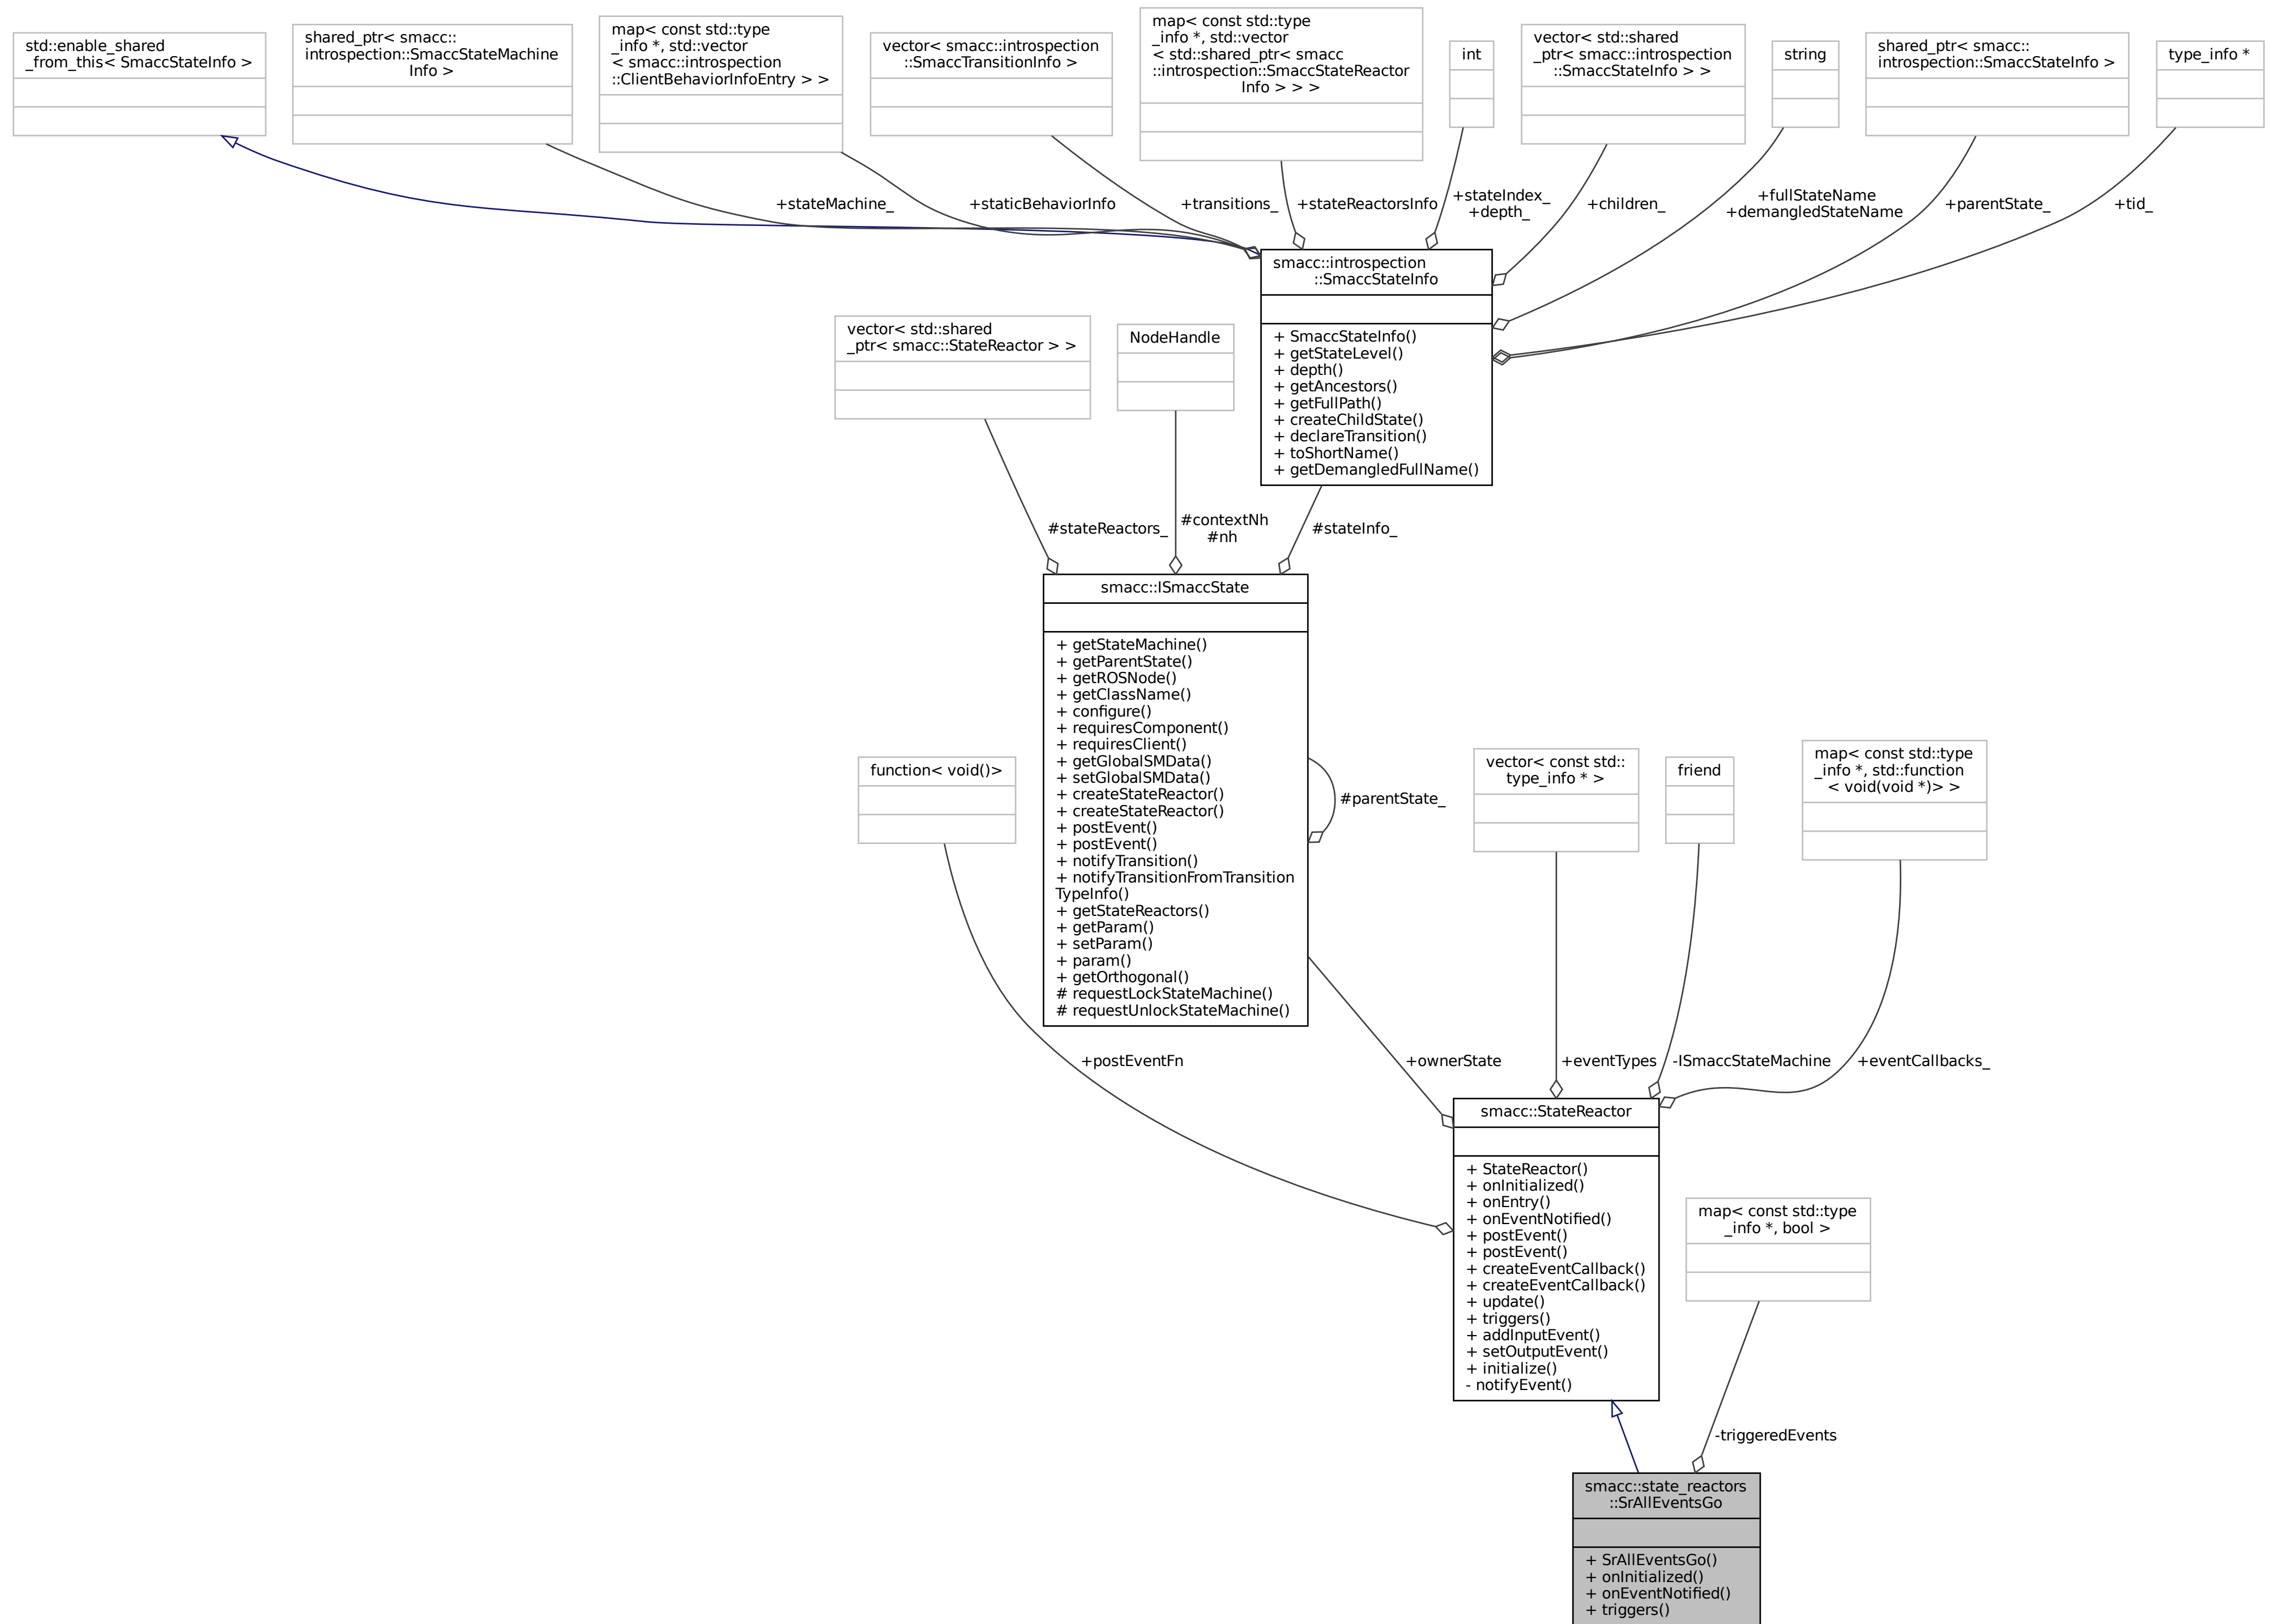 std::enable_shared
_from_this< SmaccStateInfo >
shared_ptr< smacc::
introspection::SmaccStateMachine
Info >
map< const std::type
_info *, std::vector
< smacc::introspection
::ClientBehaviorInfoEntry > >
vector< smacc::introspection
::SmaccTransitionInfo >
map< const std::type
_info *, std::vector
< std::shared_ptr< smacc
::introspection::SmaccStateReactor
Info > > >
int
vector< std::shared
_ptr< smacc::introspection
::SmaccStateInfo > >
string
shared_ptr< smacc::
introspection::SmaccStateInfo >
type_info *
+stateMachine_
+staticBehaviorInfo
+transitions_
+stateReactorsInfo
+stateIndex_
+depth_
+children_
+fullStateName
+demangledStateName
+parentState_
+tid_
smacc::introspection
::SmaccStateInfo
+ SmaccStateInfo()
+ getStateLevel()
+ depth()
+ getAncestors()
+ getFullPath()
+ createChildState()
+ declareTransition()
+ toShortName()
+ getDemangledFullName()
vector< std::shared
_ptr< smacc::StateReactor > >
NodeHandle
#stateReactors_
#contextNh
#nh
#stateInfo_
smacc::ISmaccState
+ getStateMachine()
+ getParentState()
+ getROSNode()
+ getClassName()
+ configure()
+ requiresComponent()
+ requiresClient()
+ getGlobalSMData()
+ setGlobalSMData()
+ createStateReactor()
+ createStateReactor()
+ postEvent()
+ postEvent()
+ notifyTransition()
+ notifyTransitionFromTransition
TypeInfo()
+ getStateReactors()
+ getParam()
+ setParam()
+ param()
+ getOrthogonal()
# requestLockStateMachine()
# requestUnlockStateMachine()
#parentState_
function< void()>
vector< const std::
type_info * >
friend
map< const std::type
_info *, std::function
< void(void *)> >
+postEventFn
+ownerState
+eventTypes
-ISmaccStateMachine
+eventCallbacks_
smacc::StateReactor
+ StateReactor()
+ onInitialized()
+ onEntry()
+ onEventNotified()
+ postEvent()
+ postEvent()
+ createEventCallback()
+ createEventCallback()
+ update()
+ triggers()
+ addInputEvent()
+ setOutputEvent()
+ initialize()
- notifyEvent()
map< const std::type
_info *, bool >
-triggeredEvents
smacc::state_reactors
::SrAllEventsGo
+ SrAllEventsGo()
+ onInitialized()
+ onEventNotified()
+ triggers()